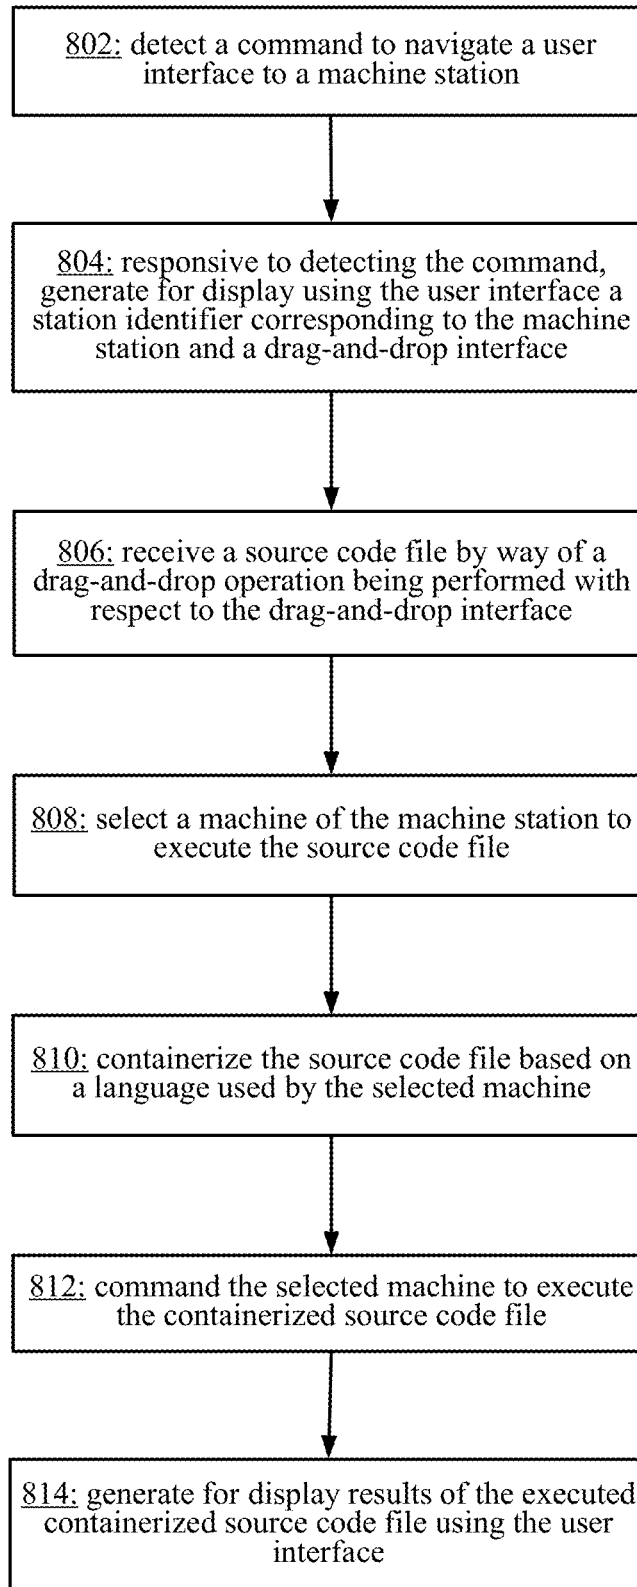 802: detect a command to navigate a user
interface to a machine station
804: responsive to detecting the command,
generate for display using the user interface a
station identifier corresponding to the machine
station and a drag-and-drop interface
806: receive a source code file by way of a
drag-and-drop operation being performed with
respect to the drag-and-drop interface
808: select a machine of the machine station to
execute the source code file
810: containerize the source code file based on
a language used by the selected machine
812: command the selected machine to execute
the containerized source code file
814: generate for display results of the executed
containerized source code file using the user
interface